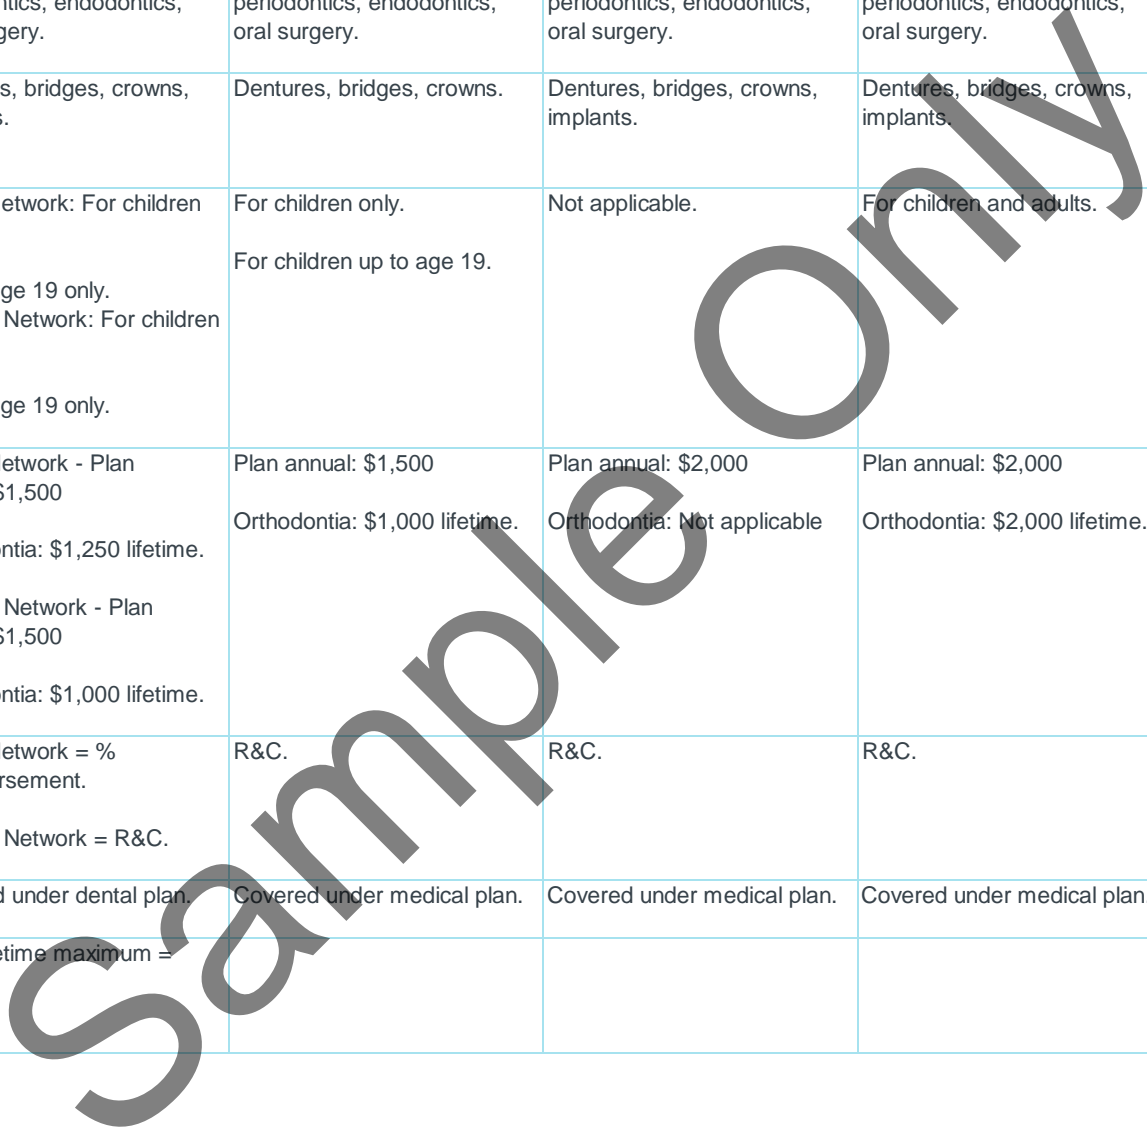 ntics, endodontics,
gery.
periodontics, endodontics,
oral surgery.
periodontics, endodontics,
oral surgery.
periodontics, endodontics,
oral surgery.
s, bridges, crowns,
s.
Dentures, bridges, crowns.
Dentures, bridges, crowns,
implants.
Dentures, bridges, crowns,
implants.
etwork: For children
ge 19 only.
Network: For children
ge 19 only.
For children only.
For children up to age 19.
Not applicable.
For children and adults.
etwork - Plan
$1,500
ntia: $1,250 lifetime.
Network - Plan
$1,500
ntia: $1,000 lifetime.
Plan annual: $1,500
Orthodontia: $1,000 lifetime.
Plan annual: $2,000
Orthodontia: Not applicable
Plan annual: $2,000
Orthodontia: $2,000 lifetime.
etwork = %
rsement.
Network = R&C.
R&C.
R&C.
R&C.
d under dental plan.
Covered under medical plan.
Covered under medical plan.
Covered under medical plan
etime maximum =
Sample Only